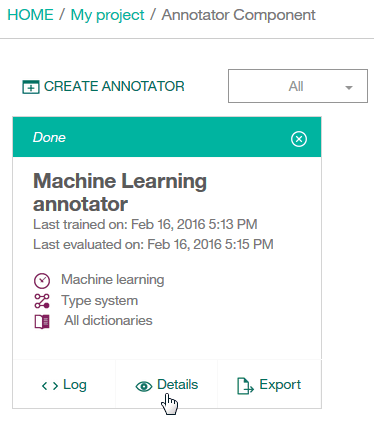 HOME / My project / Annotator Component
CREATE ANNOTATOR
All
Done
Machine Learning
annotator
Last trained on: Feb 16, 2016 5:13 PM
Last evaluated on: Feb 16, 2016 5:15 PM
Machine learning
Type system
All dictionaries
Log Details Export